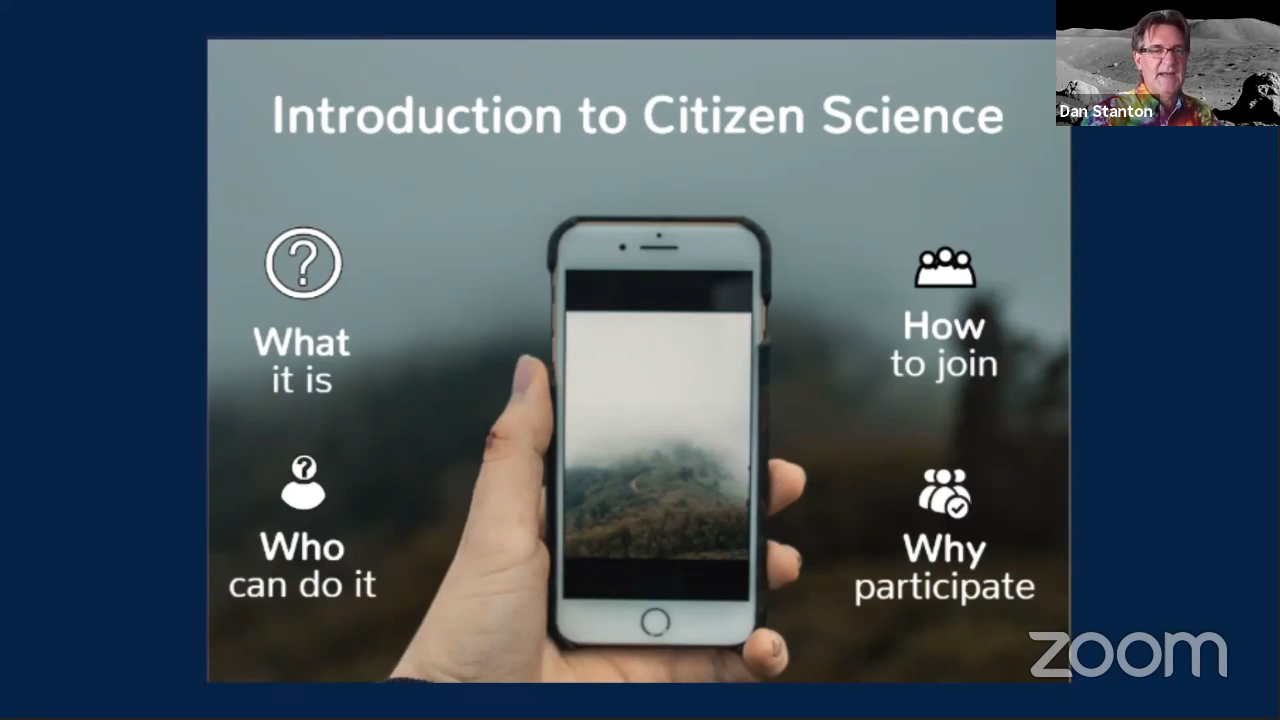 Introduction to Citizen Science
Dan Stanton
?
What
it is
How
to join
?
Who
can do it
Why
participate
zoom